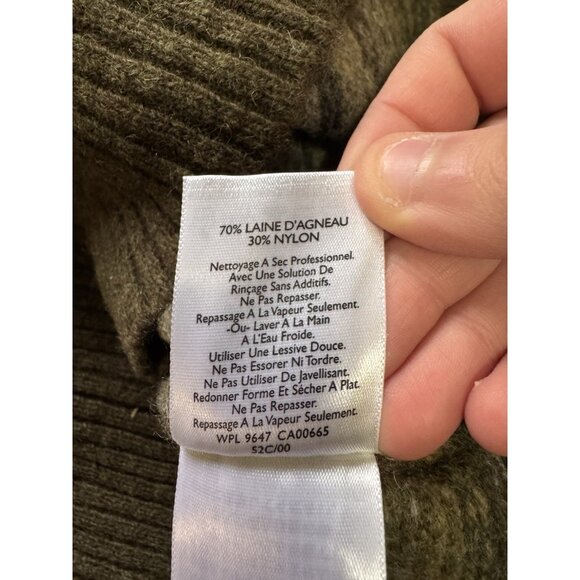 70% LAINE D'AGNEAU
30% NYLON
Nettoyage A Sec Professionnel.
Avec Une Solution De
Rinçage Sans Additifs.
Ne Pas Repasser.
Repassage A La Vapeur Seulement.
-Ou- Laver A La Main
A L'Eau Froide.
Utiliser Une Lessive Douce.
Ne Pas Essorer Ni Tordre.
Ne Pas Utiliser De Javellisant.
Redonner Forme Et Sécher A Plat.
Ne Pas Repasser.
Repassage A La Vapeur Seulement.
WPL 9647 CA00665
S2C/00